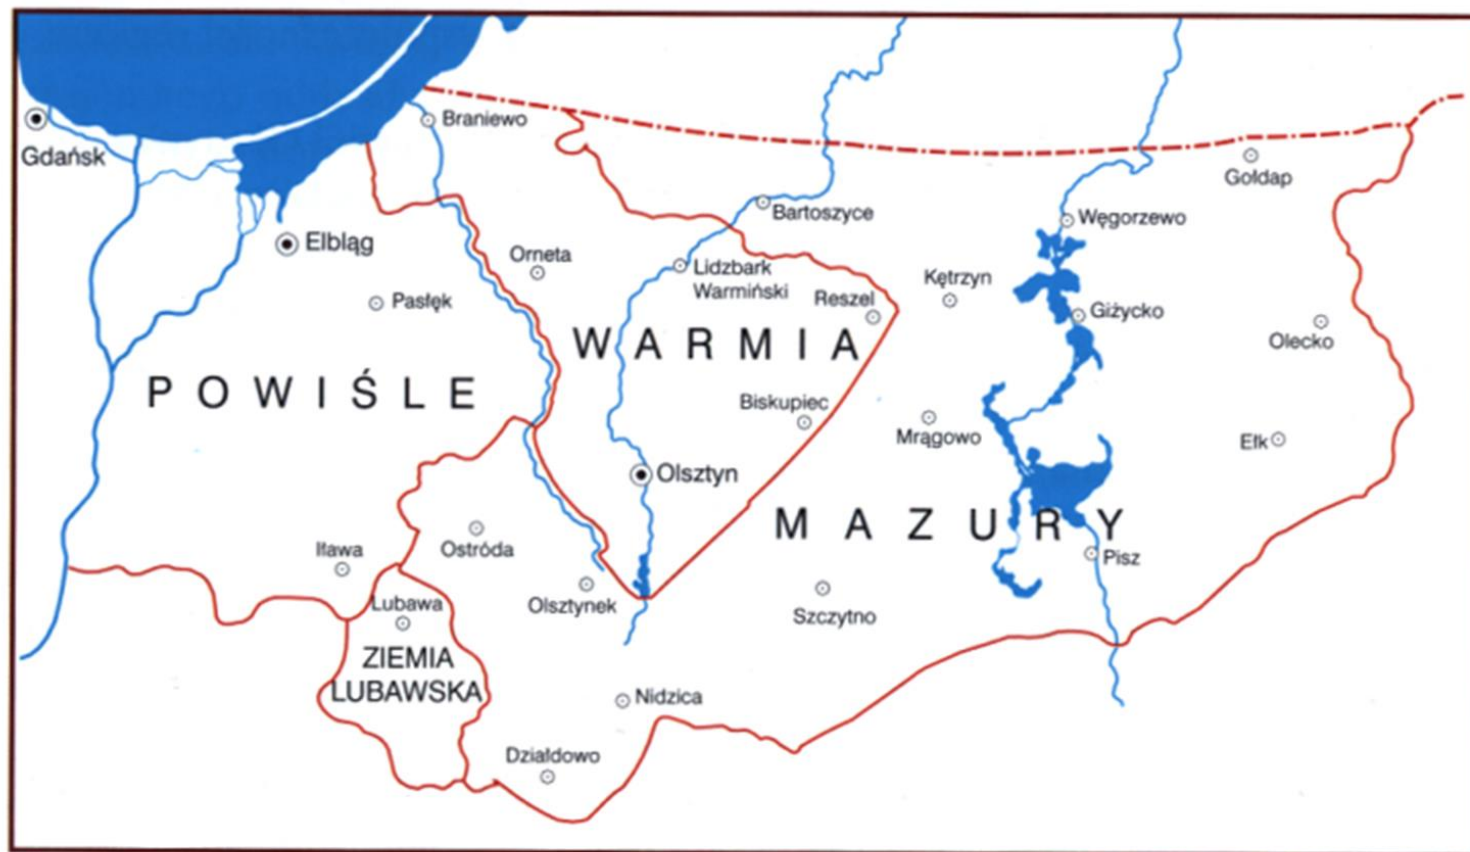 Braniewo
Gdańsk
Gołdap
Bartoszyce
Węgorzewo
Elbląg
Orneta
Lidzbark
Warmiński
Reszel
Kętrzyn
Pasłęk
Giżycko
Olecko
WARMIA
POWIŚLE
Biskupiec
Mrągowo
Ełk
Olsztyn
MAZURY
Iława
Ostróda
Pisz
Lubawa
Olsztynek
Szczytno
ZIEMIA
LUBAWSKA
Nidzica
Działdowo